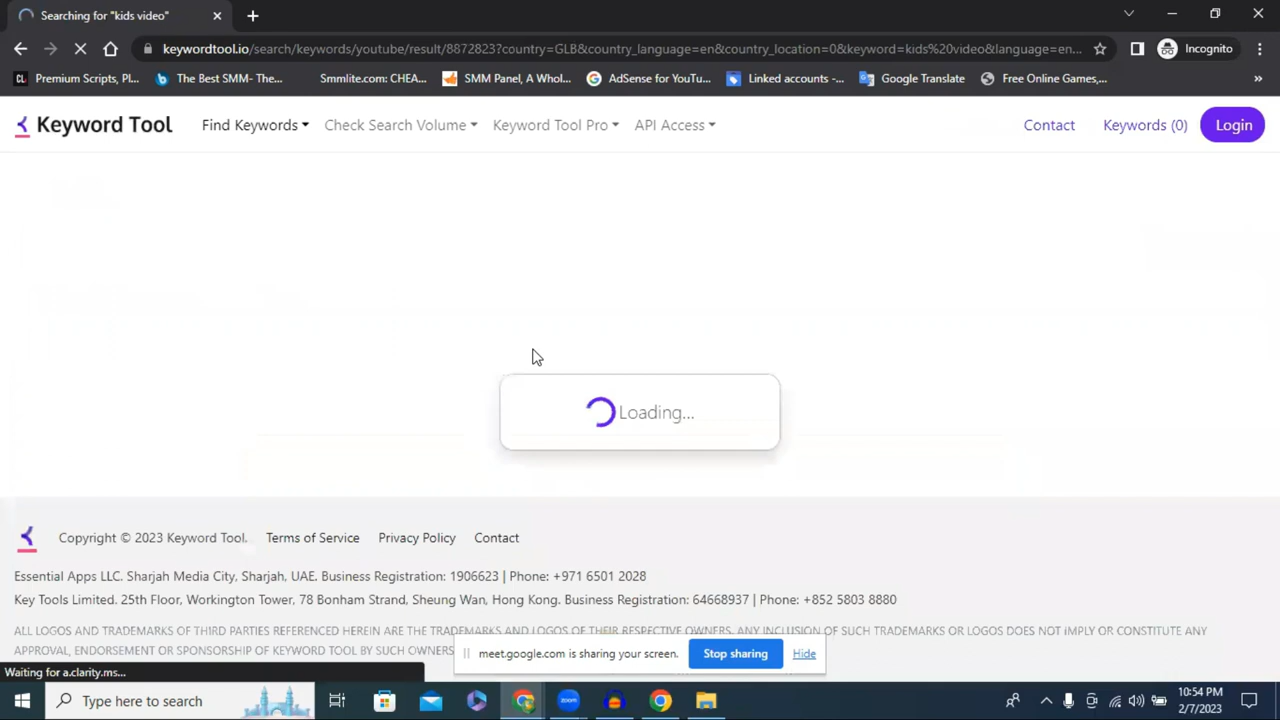 Searching for "kids video"
keywordtool.io/search/keywords/youtube/result/8872823?country=GLB&country_language=en&country_location=0&keyword=kids%20video&language=en...
Incognito
CL Premium Scripts, Pl...
The Best SMM- The...
Smmlite.com: CHEA...
SMM Panel, A Whol...
AdSense for YouTu...
Linked accounts -...
Google Translate
Free Online Games,...
Keyword Tool
Find Keywords
Check Search Volume
Keyword Tool Pro
API Access
Contact
Keywords (0)
Login
Loading...
Copyright © 2023 Keyword Tool.
Terms of Service
Privacy Policy
Contact
Essential Apps LLC. Sharjah Media City, Sharjah, UAE. Business Registration: 1906623 | Phone: +971 6501 2028
Key Tools Limited. 25th Floor, Workington Tower, 78 Bonham Strand, Sheung Wan, Hong Kong. Business Registration: 64668937 | Phone: +852 5803 8880
ALL LOGOS AND TRADEMARKS OF THIRD PARTIES REFERENCED HEREIN ARE THE TRADEMARKS AND LOGOS OF THEIR RESPECTIVE OWNERS. ANY INCLUSION OF SUCH TRADEMARKS OR LOGOS DOES NOT IMPLY OR CONSTITUTE ANY
APPROVAL, ENDORSEMENT OR SPONSORSHIP OF KEYWORD TOOL BY SUCH OWNERS
meet.google.com is sharing your screen.
Stop sharing
Hide
Waiting for a.clarity.ms...
Type here to search
zoom
10:54 PM
2/7/2023